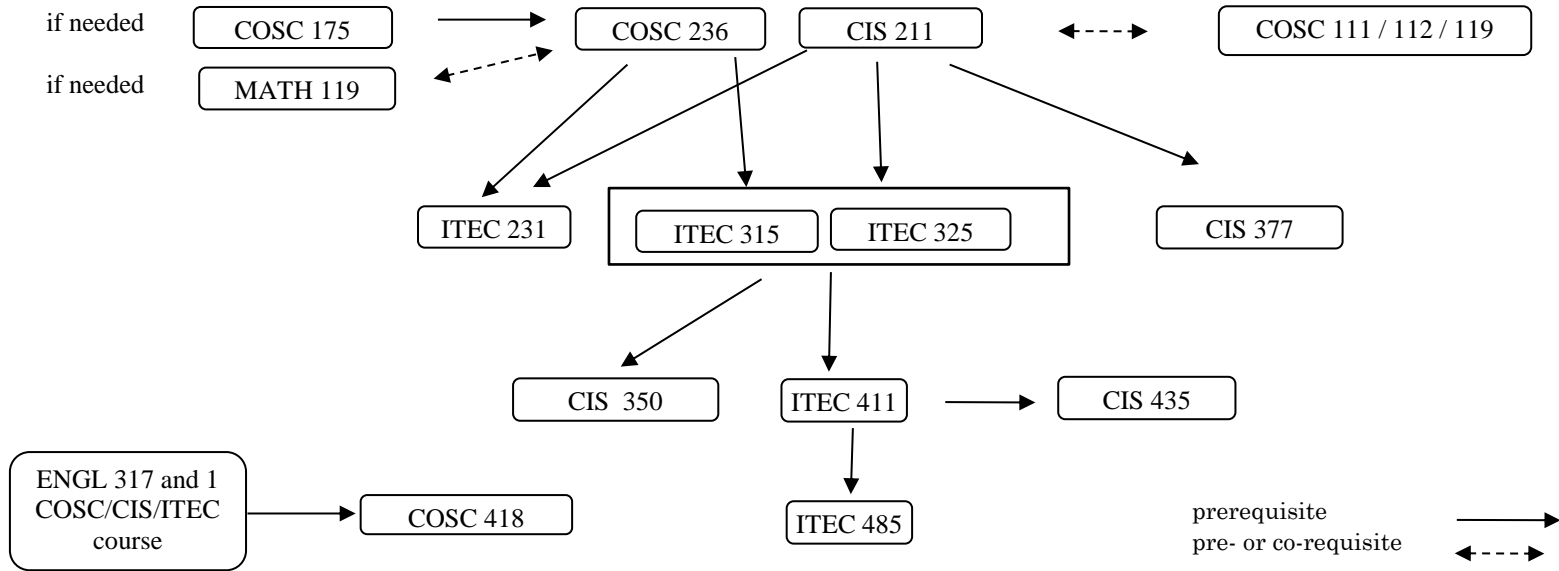 if needed
COSC 175
COSC 236
CIS 211
COSC 111 / 112 / 119
if needed
MATH 119
ITEC 231
ITEC 315
ITEC 325
CIS 377
CIS  350
ITEC 411
CIS 435
ENGL 317 and 1
COSC/CIS/ITEC
course
COSC 418
ITEC 485
prerequisite
pre- or co-requisite